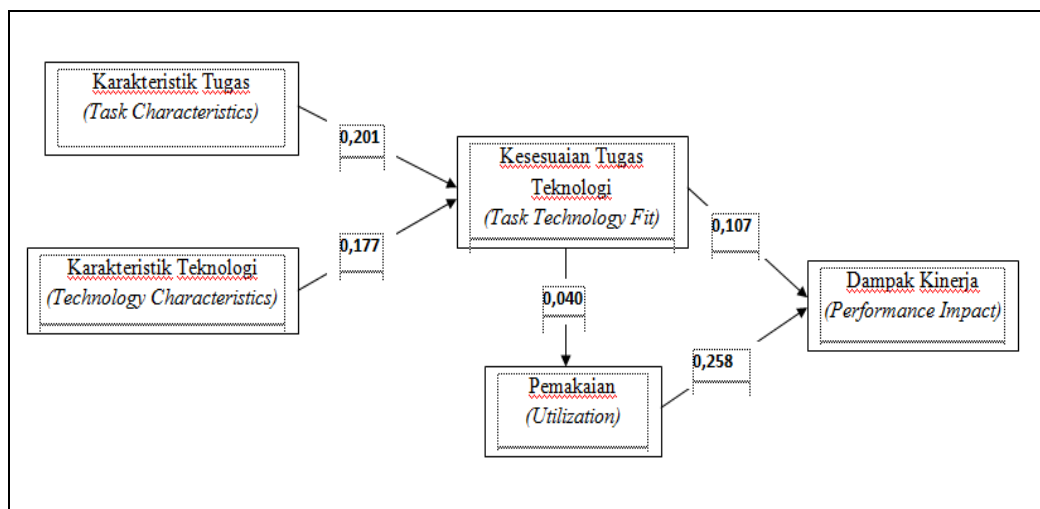 Karakteristik Tugas
(Task Characteristics)
0,201
Kesesuaian Tugas
Teknologi
(Task Technology Fit)
0,177
0,107
Karakteristik Teknologi
(Technology Characteristics)
0,040
Dampak Kinerja
(Performance Impact)
0,258
Pemakaian
(Utilization)